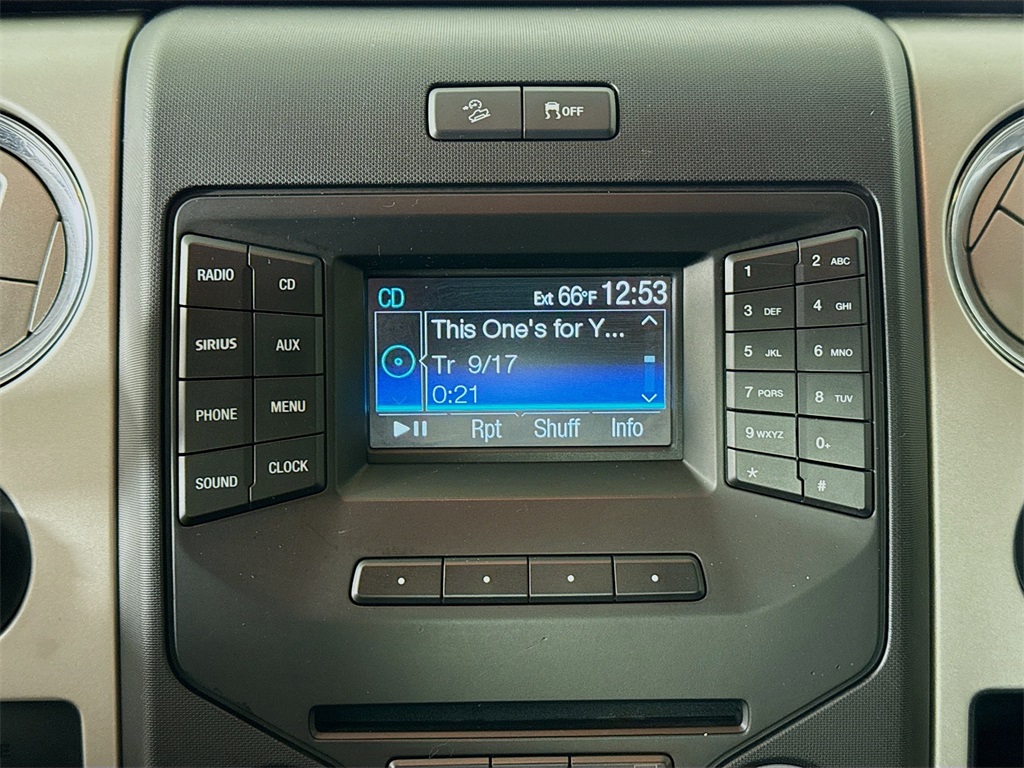 OFF
RADIO
CD
SIRIUS
AUX
PHONE
MENU
SOUND
CLOCK
CD Ext 66°F 12:53
This One's for Y...
Tr 9/17
0:21
Rpt Shuff Info
1
2 ABC
3 DEF
4 GHI
5 JKL
6 MNO
7 PQRS
8 TUV
9 WXYZ
0+
*
#